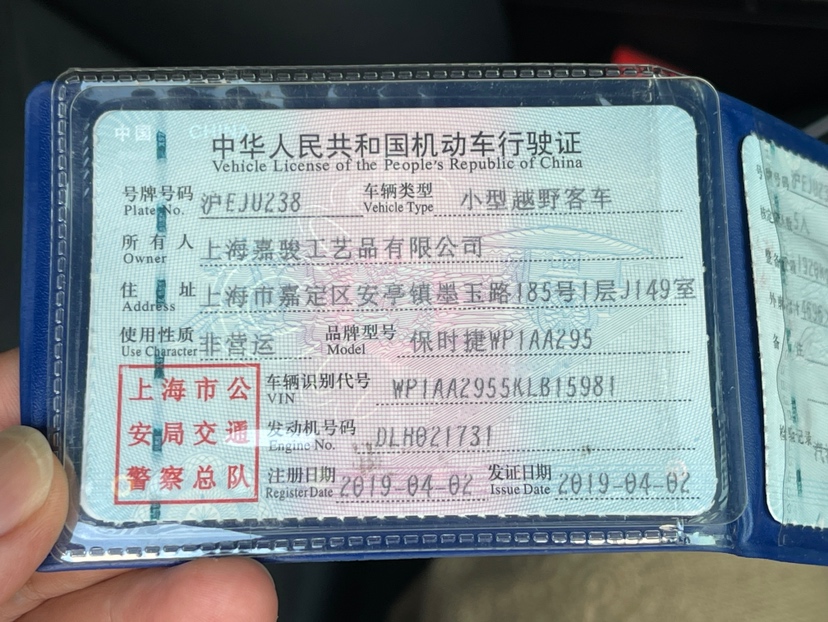 中国 CHINA
中华人民共和国机动车行驶证
Vehicle License of the People's Republic of China
号牌号码 沪EJU238 车辆类型 小型越野客车
Plate No. Vehicle Type
所有人 上海嘉骏工艺品有限公司
Owner
住址 上海市嘉定区安亭镇墨玉路185号1层J149室
Address
使用性质 非营运 品牌型号 保时捷WP1AA295
Use Character Model
上海市公
安局交通
警察总队
车辆识别代号 WP1AA2955KLB15981
VIN
发动机号码 DLH021731
Engine No.
注册日期 2019-04-02 发证日期 2019-04-02
Register Date Issue Date